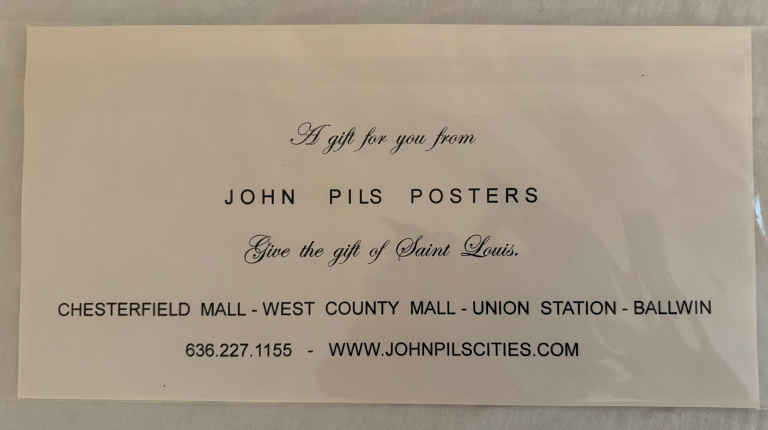 A gift for you from
JOHN PILS POSTERS
Give the gift of Saint Louis.
CHESTERFIELD MALL - WEST COUNTY MALL - UNION STATION - BALLWIN
636.227.1155 - WWW.JOHNPILSCITIES.COM